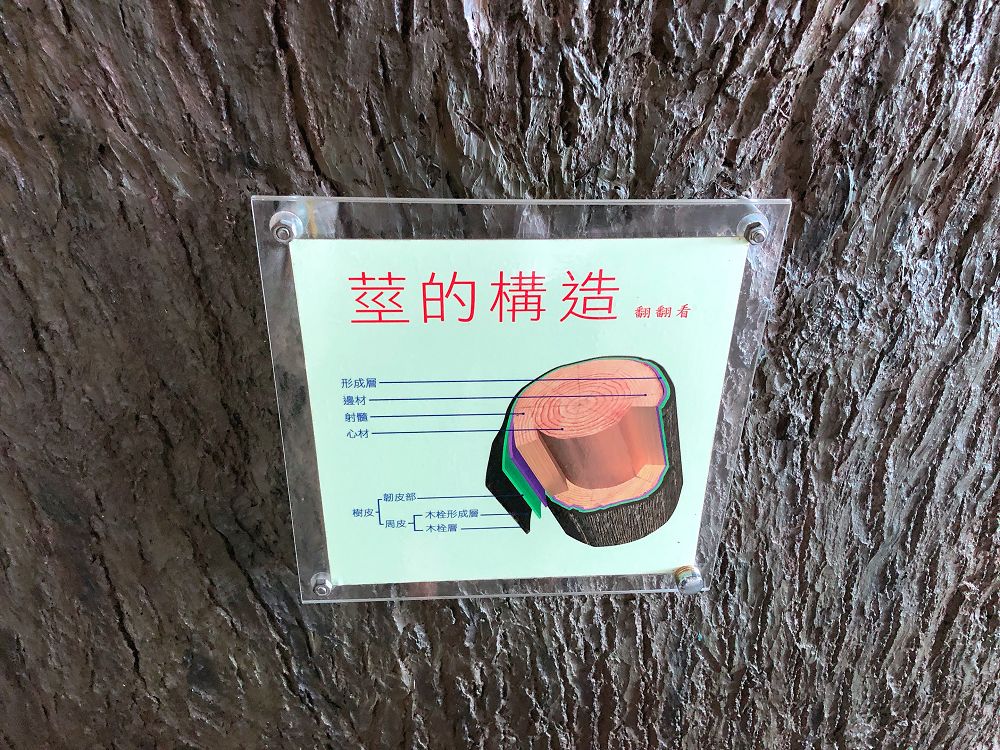 莖的構造 翻翻看
形成層
邊材
射髓
心材
韌皮部
樹皮
周皮
木栓形成層
木栓層